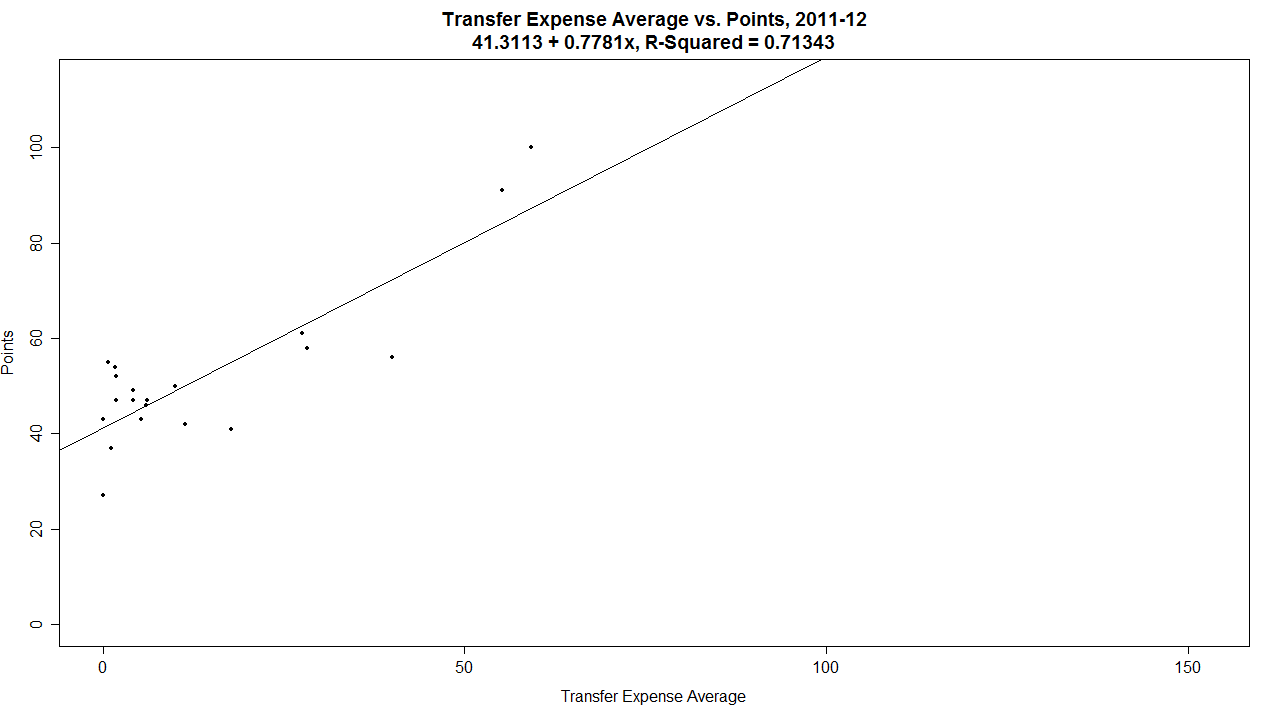 Transfer Expense Average vs. Points, 2011-12
41.3113 + 0.7781x, R-Squared = 0.71343
Points
100
80
60
40
20
0
0 50 100 150
Transfer Expense Average